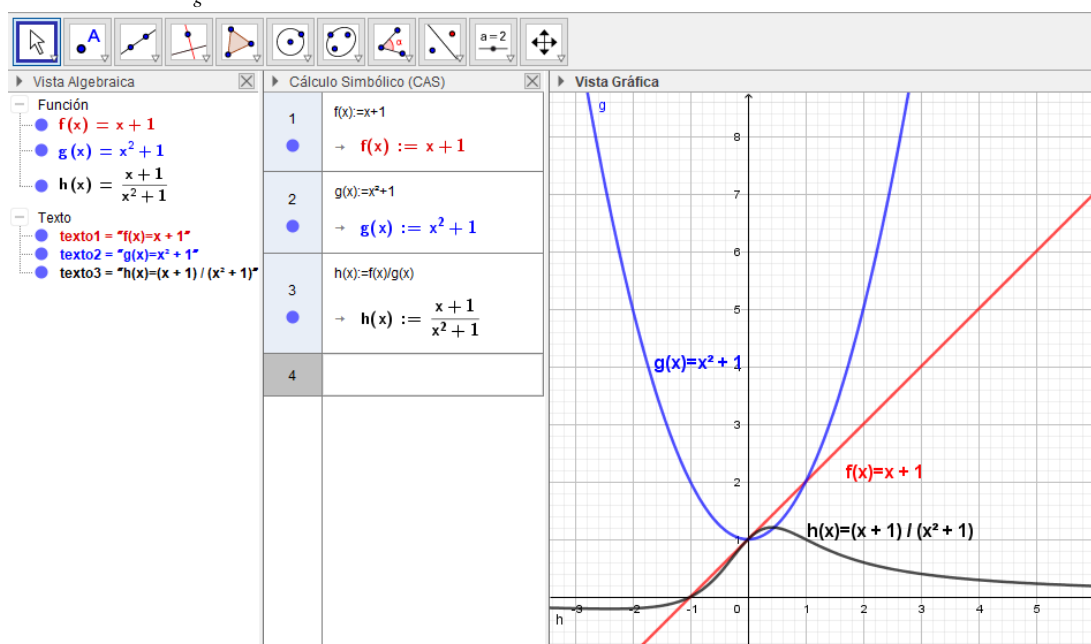 g
A
α
a = 2
Vista Algebraica
Función
f(x) = x + 1
g(x) = x² + 1
h(x) = (x + 1) / (x² + 1)
Texto
texto1 = "f(x)=x + 1"
texto2 = "g(x)=x² + 1"
texto3 = "h(x)=(x + 1) / (x² + 1)"
Cálculo Simbólico (CAS)
1
f(x):=x+1
→ f(x) := x + 1
2
g(x):=x²+1
→ g(x) := x² + 1
3
h(x):=f(x)/g(x)
→ h(x) := (x + 1) / (x² + 1)
4
Vista Gráfica
g
8
7
6
5
g(x)=x² + 1
4
3
f(x)=x + 1
2
h(x)=(x + 1) / (x² + 1)
1
-3 -2 -1 0 1 2 3 4 5
h